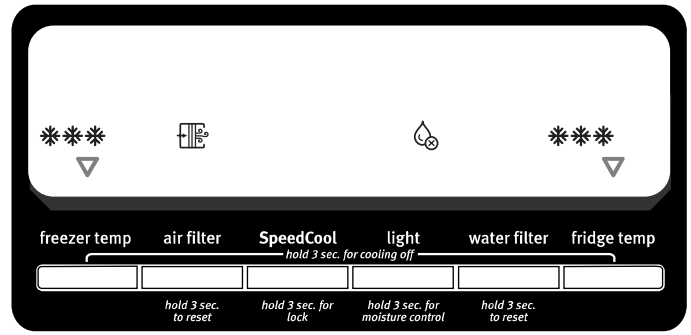 freezer temp air filter SpeedCool light water filter fridge temp
hold 3 sec. for cooling off
hold 3 sec. hold 3 sec. for hold 3 sec. for hold 3 sec.
to reset lock moisture control to reset